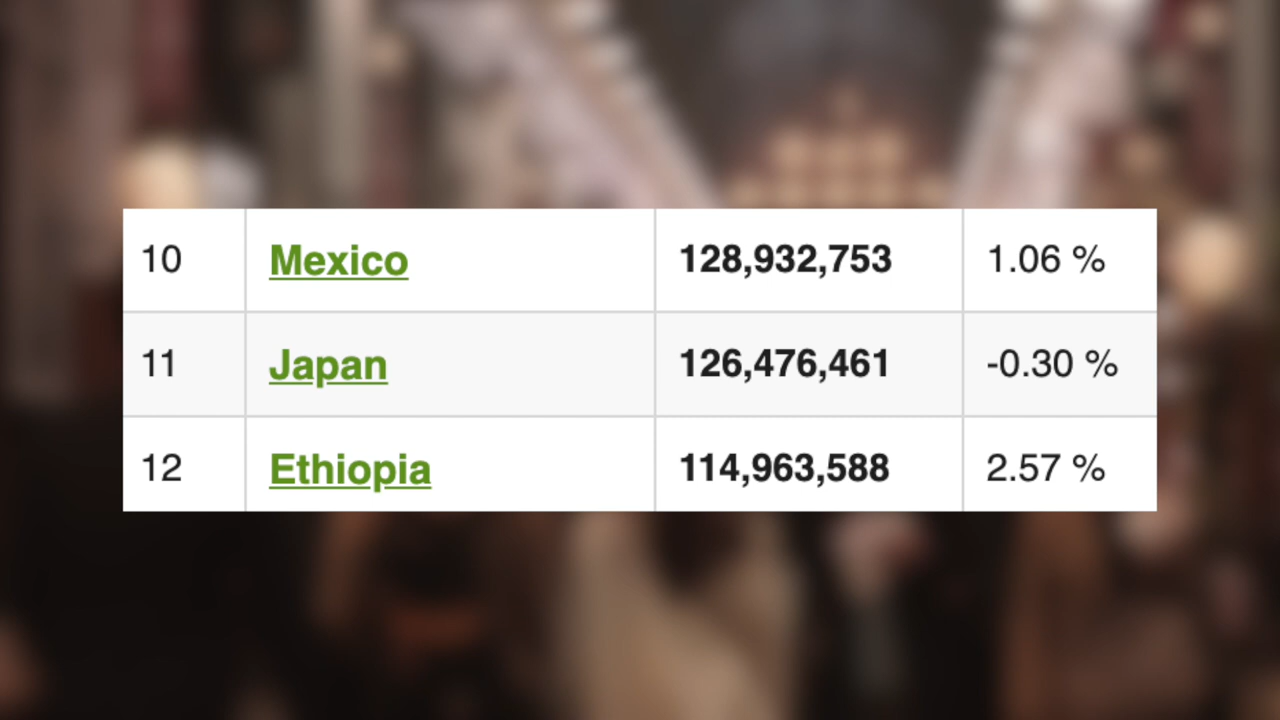 10 Mexico 128,932,753 1.06 %
11 Japan 126,476,461 -0.30 %
12 Ethiopia 114,963,588 2.57 %